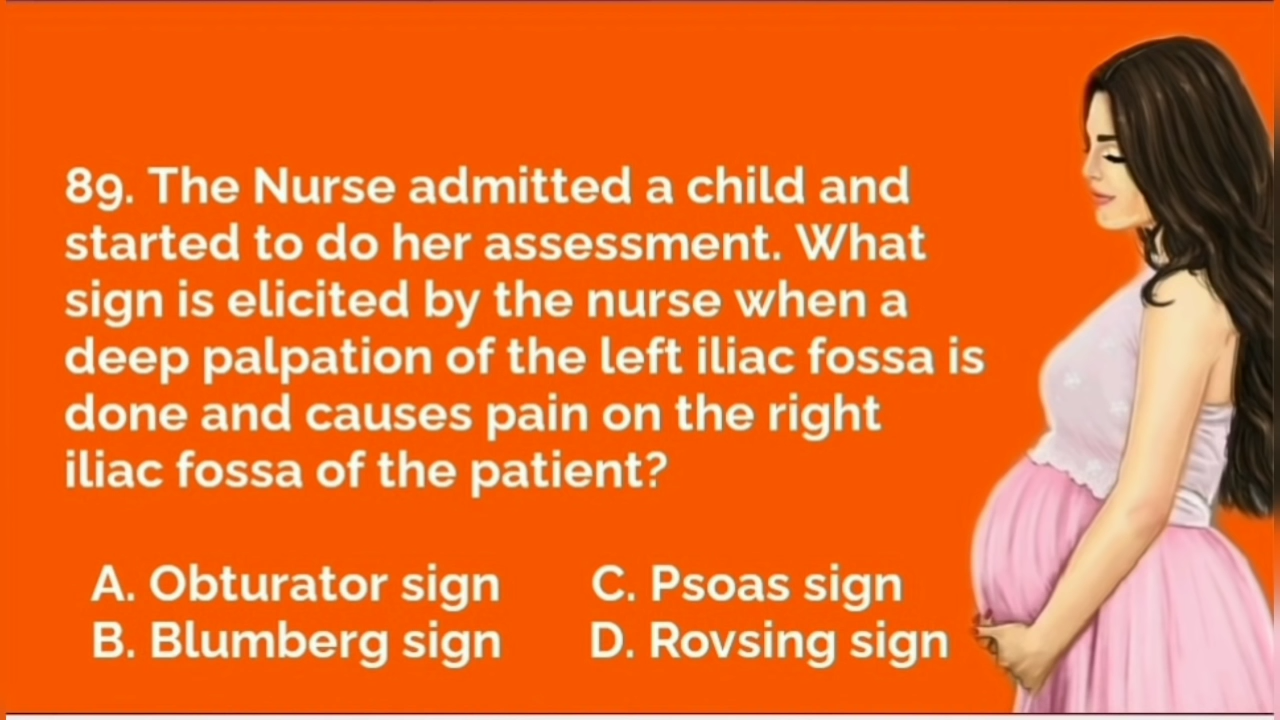 89. The Nurse admitted a child and
started to do her assessment. What
sign is elicited by the nurse when a
deep palpation of the left iliac fossa is
done and causes pain on the right
iliac fossa of the patient?
A. Obturator sign
B. Blumberg sign
C. Psoas sign
D. Rovsing sign